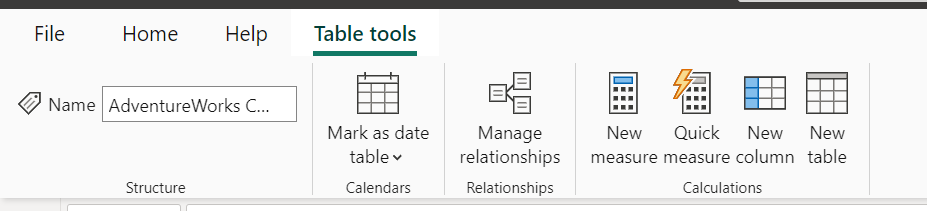 File Home Help Table tools
Name AdventureWorks C...
Mark as date
table
Manage
relationships
New
measure
Quick
measure
New
column
New
table
Structure Calendars Relationships Calculations